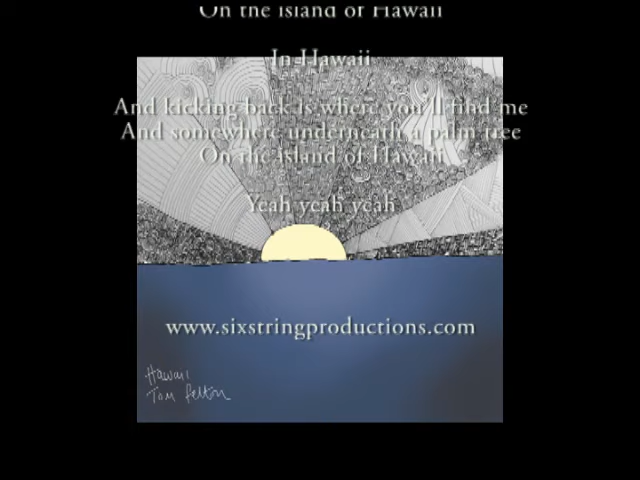 On the island of Hawaii
In Hawaii
And kicking back is where you'll find me
And somewhere underneath a palm tree
On the island of Hawaii
Yeah yeah yeah
www.sixstringproductions.com
Hawaii
Tom Felton